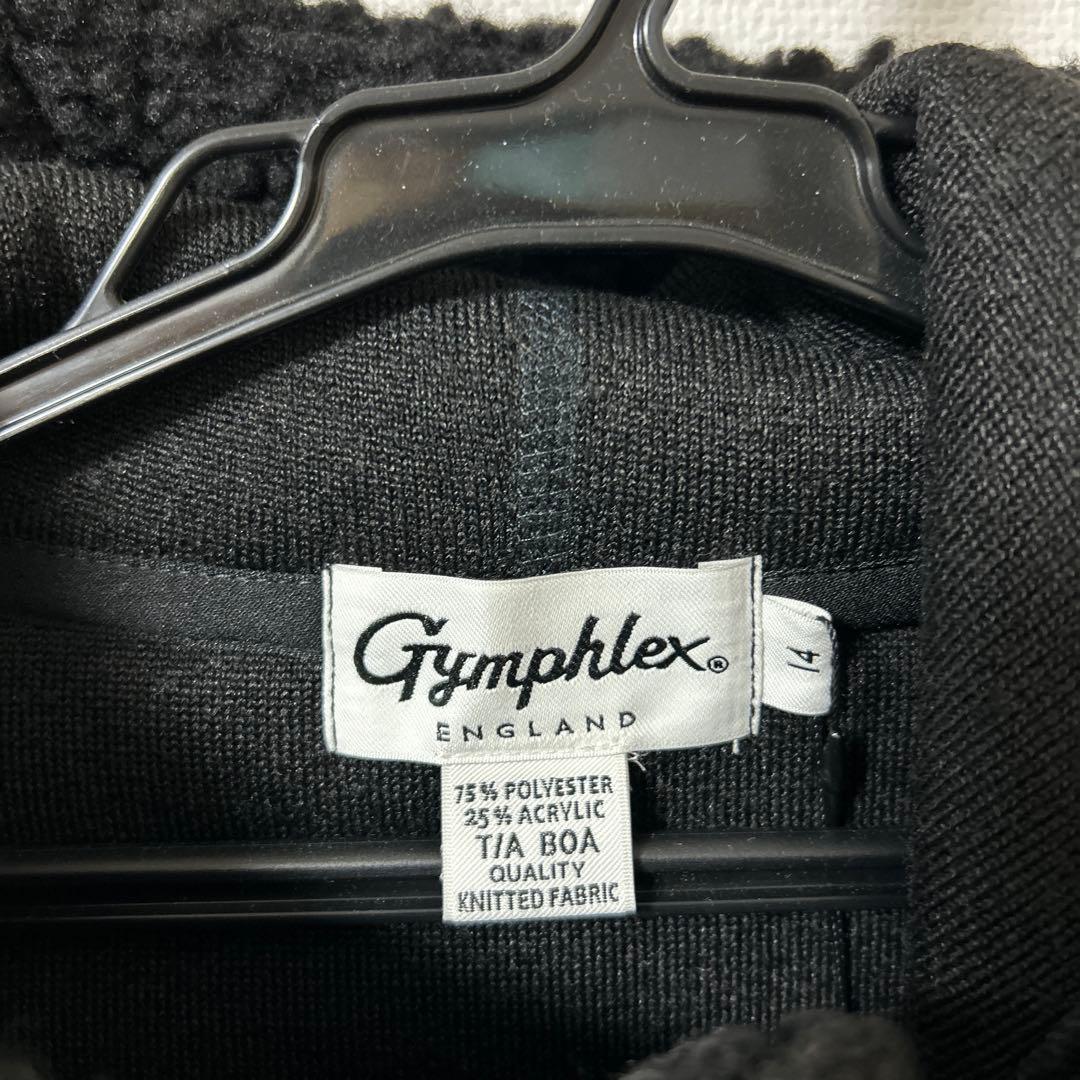 Gymphlex®
ENGLAND
14
75% POLYESTER
25% ACRYLIC
T/A BOA
QUALITY
KNITTED FABRIC